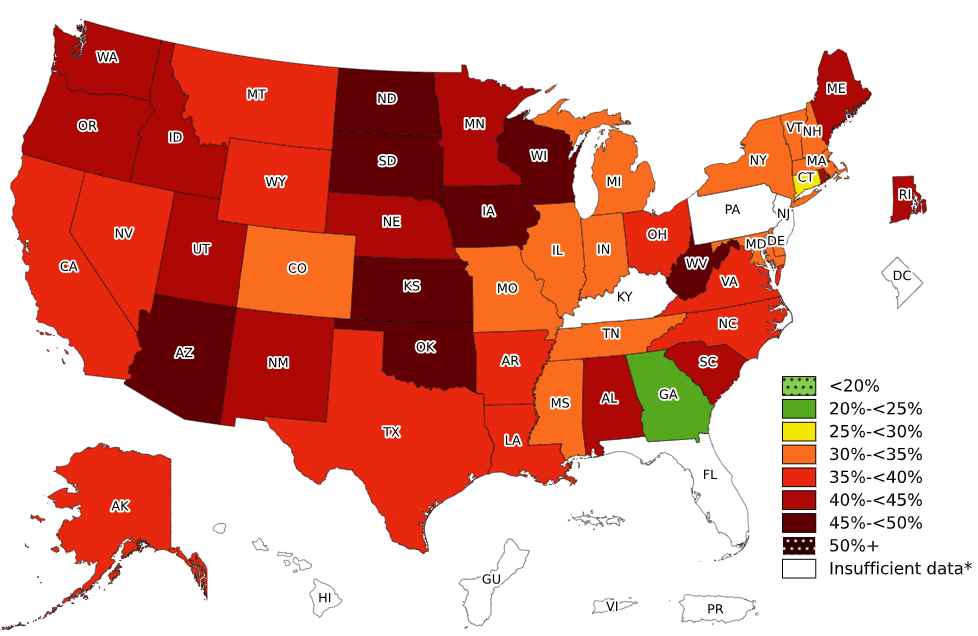 WA
MT
ND
MN
ME
OR
ID
SD
WI
VT
NH
NY
MA
WY
MI
CT
IA
PA
RI
NE
NJ
NV
UT
CO
IL
IN
OH
MD
DE
CA
KS
MO
WV
VA
DC
KY
NC
TN
AZ
NM
OK
AR
SC
TX
MS
AL
GA
LA
FL
AK
HI
GU
VI
PR
<20%
20%-<25%
25%-<30%
30%-<35%
35%-<40%
40%-<45%
45%-<50%
50%+
Insufficient data*